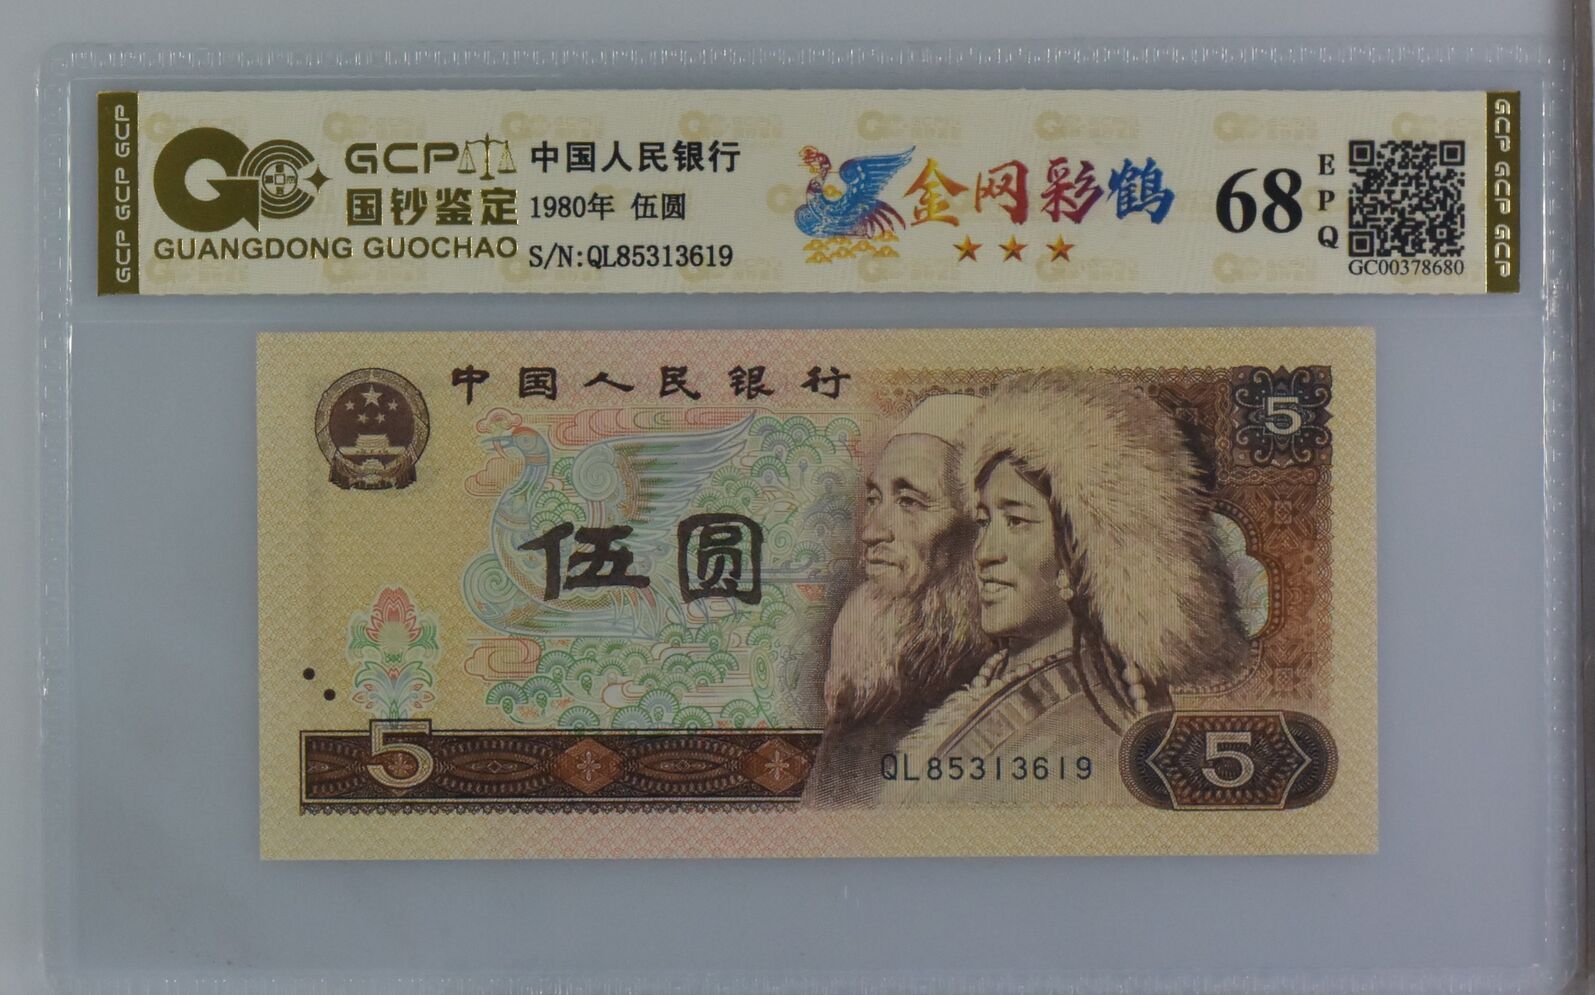 GCP GCP GCP
GCP
国钞鉴定
GUANGDONG GUOCHAO
中国人民银行
1980年 伍圆
S/N:QL85313619
金网彩鹤
68
EPQ
GC00378680
GCP GCP GCP
中国人民银行
5
伍圆
5
QL85313619
5